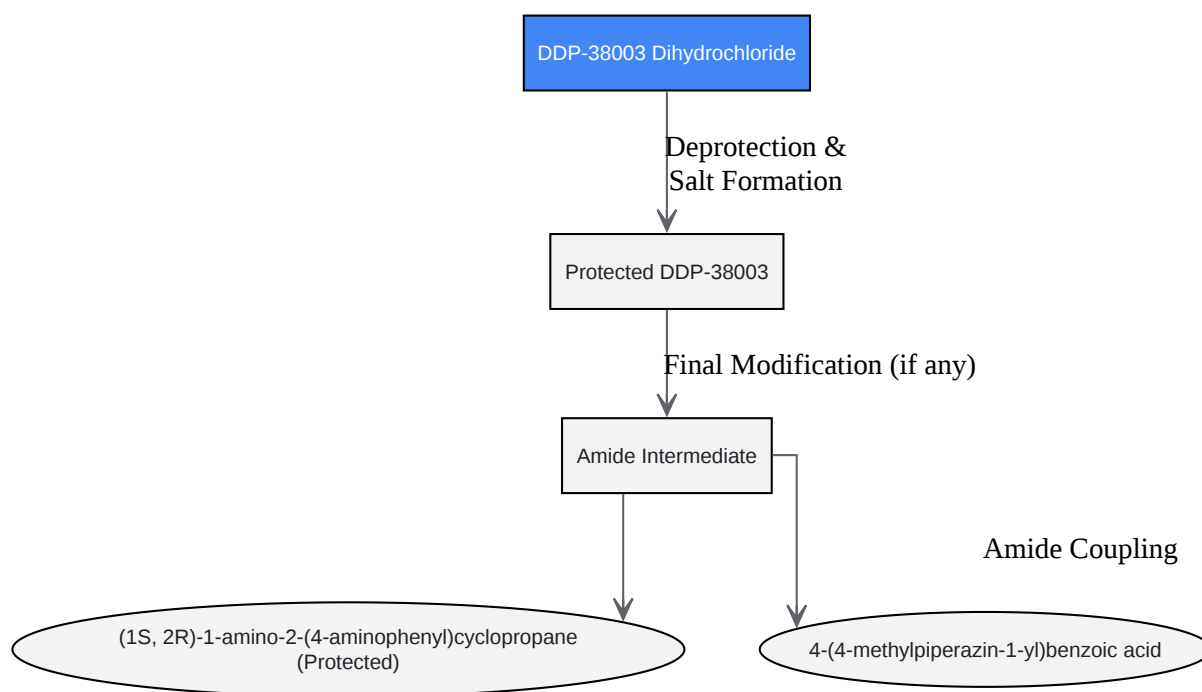 DDP-38003 Dihydrochloride
Deprotection &
Salt Formation
Protected DDP-38003
Final Modification (if any)
Amide Intermediate
Amide Coupling
(1S, 2R)-1-amino-2-(4-aminophenyl)cyclopropane
(Protected)
4-(4-methylpiperazin-1-yl)benzoic acid